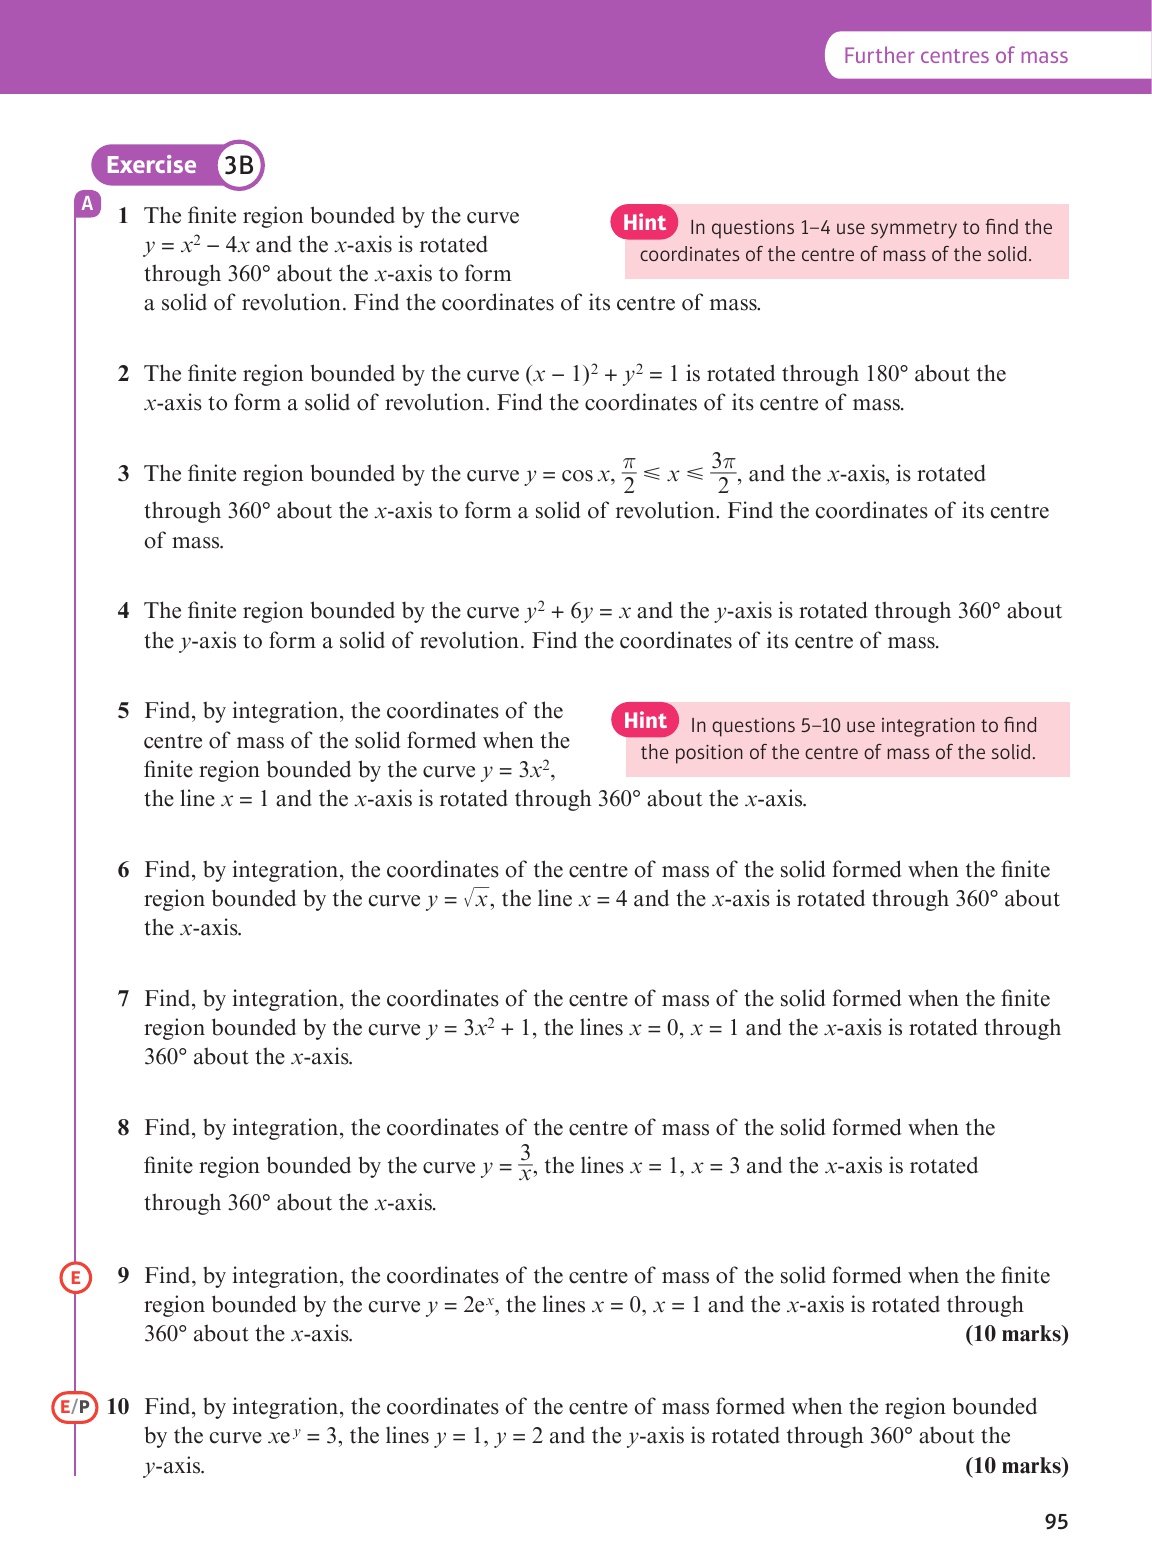 Further centres of mass
Exercise 3B
A
1 The finite region bounded by the curve
y = x² – 4x and the x-axis is rotated
through 360° about the x-axis to form
a solid of revolution. Find the coordinates of its centre of mass.
Hint In questions 1–4 use symmetry to find the
coordinates of the centre of mass of the solid.
2 The finite region bounded by the curve (x – 1)² + y² = 1 is rotated through 180° about the
x-axis to form a solid of revolution. Find the coordinates of its centre of mass.
3 The finite region bounded by the curve y = cos x, π/2 ⩽ x ⩽ 3π/2, and the x-axis, is rotated
through 360° about the x-axis to form a solid of revolution. Find the coordinates of its centre
of mass.
4 The finite region bounded by the curve y² + 6y = x and the y-axis is rotated through 360° about
the y-axis to form a solid of revolution. Find the coordinates of its centre of mass.
5 Find, by integration, the coordinates of the
centre of mass of the solid formed when the
finite region bounded by the curve y = 3x²,
the line x = 1 and the x-axis is rotated through 360° about the x-axis.
Hint In questions 5–10 use integration to find
the position of the centre of mass of the solid.
6 Find, by integration, the coordinates of the centre of mass of the solid formed when the finite
region bounded by the curve y = √x, the line x = 4 and the x-axis is rotated through 360° about
the x-axis.
7 Find, by integration, the coordinates of the centre of mass of the solid formed when the finite
region bounded by the curve y = 3x² + 1, the lines x = 0, x = 1 and the x-axis is rotated through
360° about the x-axis.
8 Find, by integration, the coordinates of the centre of mass of the solid formed when the
finite region bounded by the curve y = 3/x, the lines x = 1, x = 3 and the x-axis is rotated
through 360° about the x-axis.
E 9 Find, by integration, the coordinates of the centre of mass of the solid formed when the finite
region bounded by the curve y = 2eˣ, the lines x = 0, x = 1 and the x-axis is rotated through
360° about the x-axis. (10 marks)
E/P 10 Find, by integration, the coordinates of the centre of mass formed when the region bounded
by the curve xeʸ = 3, the lines y = 1, y = 2 and the y-axis is rotated through 360° about the
y-axis. (10 marks)
95